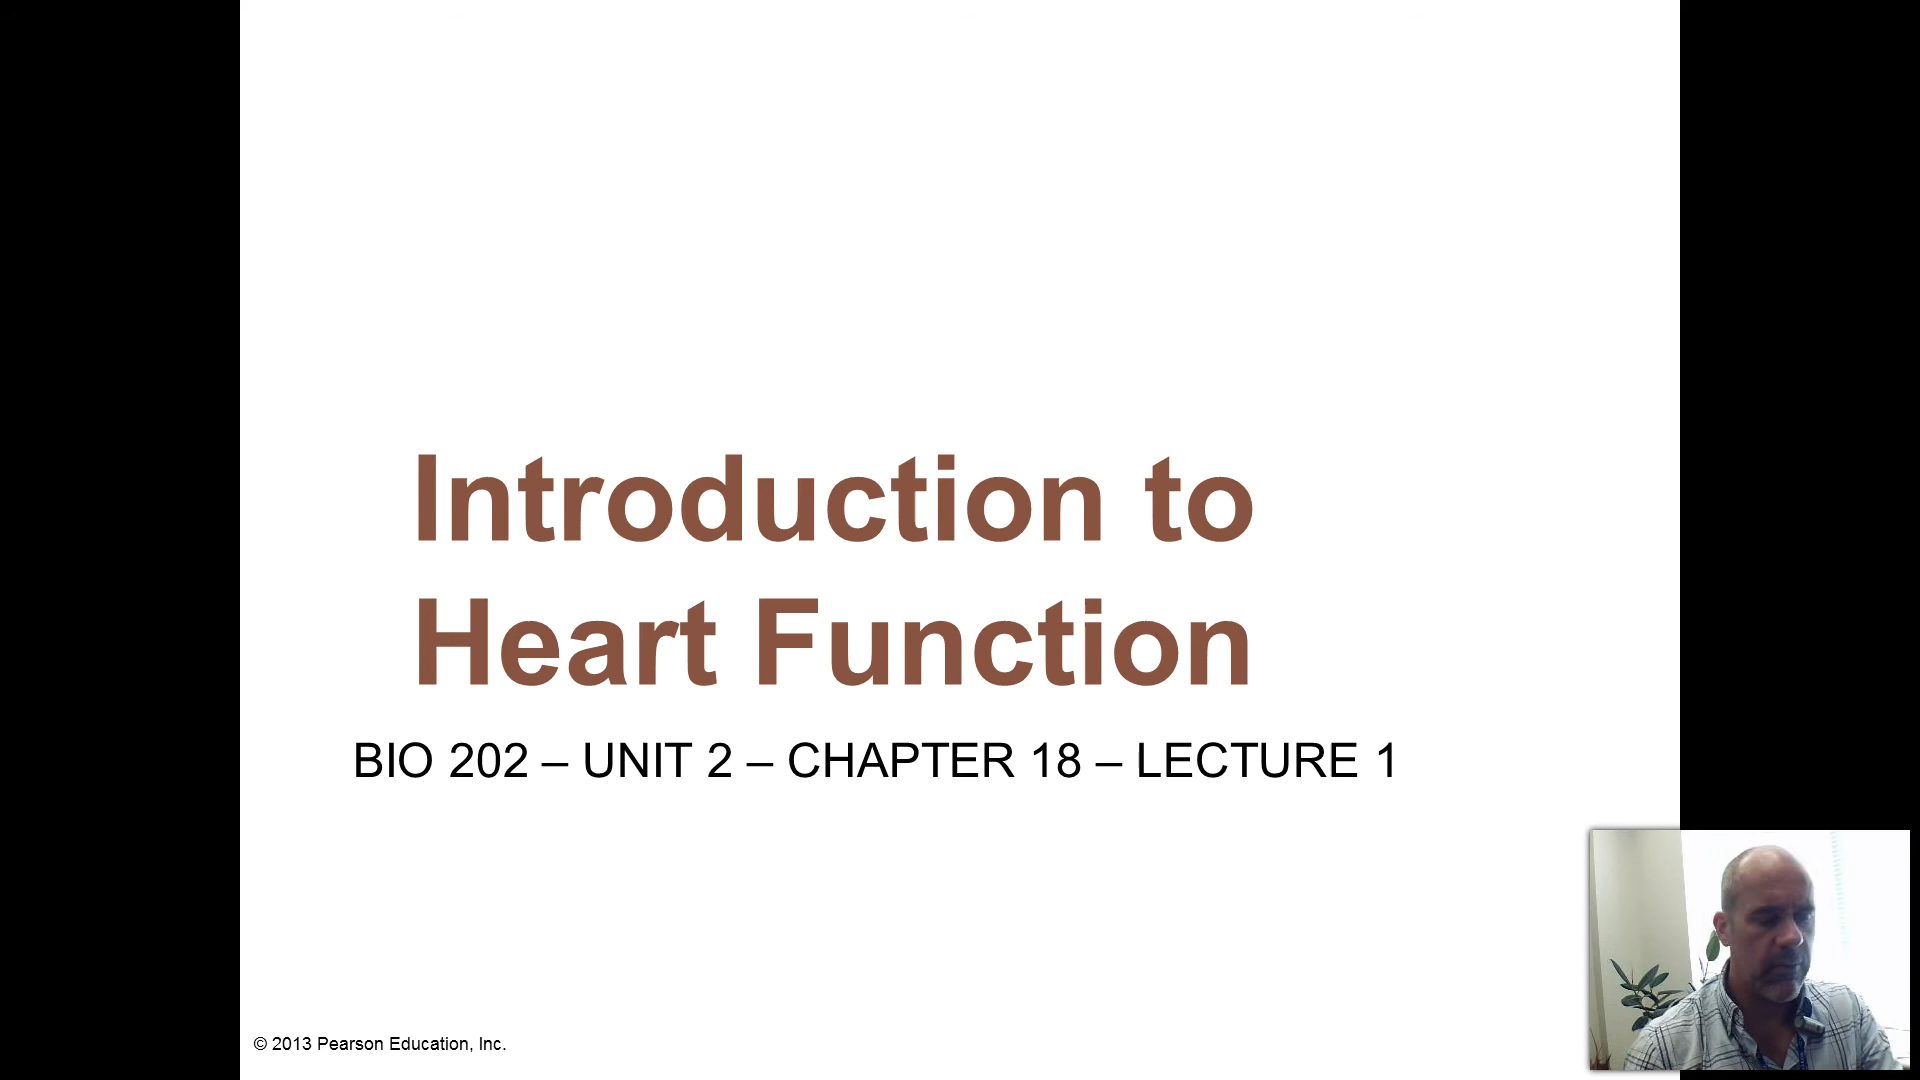 Introduction to
Heart Function
BIO 202 – UNIT 2 – CHAPTER 18 – LECTURE 1
© 2013 Pearson Education, Inc.